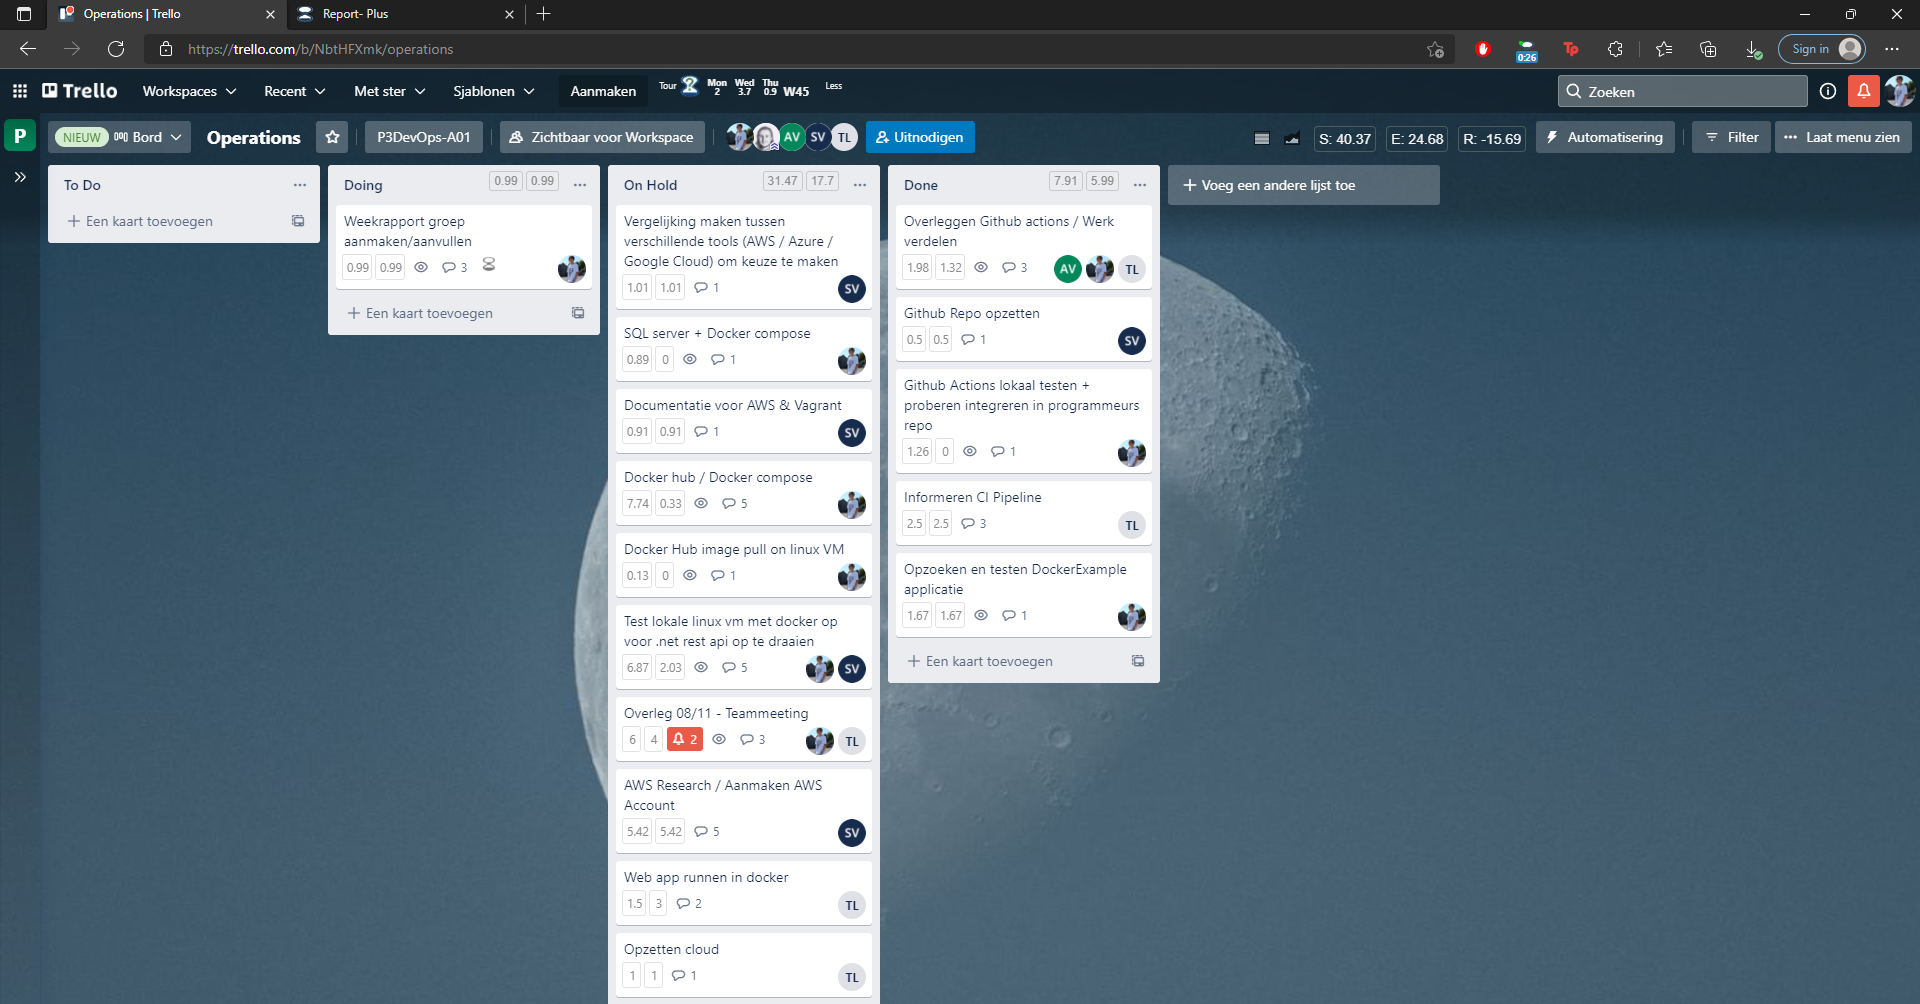 Operations | Trello
Report- Plus
https://trello.com/b/NbtHFXmk/operations
0:26
Tp
Sign in
Trello
Workspaces
Recent
Met ster
Sjablonen
Aanmaken
Tour
Mon
2
Wed
3.7
Thu
0.9
W45
Less
Zoeken
P
NIEUW
Bord
Operations
P3DevOps-A01
Zichtbaar voor Workspace
AV
SV
TL
Uitnodigen
S: 40.37
E: 24.68
R: -15.69
Automatisering
Filter
Laat menu zien
To Do
Een kaart toevoegen
Doing
0.99 0.99
Weekrapport groep
aanmaken/aanvullen
0.99 0.99 3
Een kaart toevoegen
On Hold
31.47 17.7
Vergelijking maken tussen
verschillende tools (AWS / Azure /
Google Cloud) om keuze te maken
1.01 1.01 1 SV
SQL server + Docker compose
0.89 0 1
Documentatie voor AWS & Vagrant
0.91 0.91 1 SV
Docker hub / Docker compose
7.74 0.33 5
Docker Hub image pull on linux VM
0.13 0 1
Test lokale linux vm met docker op
voor .net rest api op te draaien
6.87 2.03 5 SV
Overleg 08/11 - Teammeeting
6 4 2 3 TL
AWS Research / Aanmaken AWS
Account
5.42 5.42 5 SV
Web app runnen in docker
1.5 3 2 TL
Opzetten cloud
1 1 1 TL
Done
7.91 5.99
Overleggen Github actions / Werk
verdelen
1.98 1.32 3 AV TL
Github Repo opzetten
0.5 0.5 1 SV
Github Actions lokaal testen +
proberen integreren in programmeurs
repo
1.26 0 1
Informeren CI Pipeline
2.5 2.5 3 TL
Opzoeken en testen DockerExample
applicatie
1.67 1.67 1
Een kaart toevoegen
Voeg een andere lijst toe